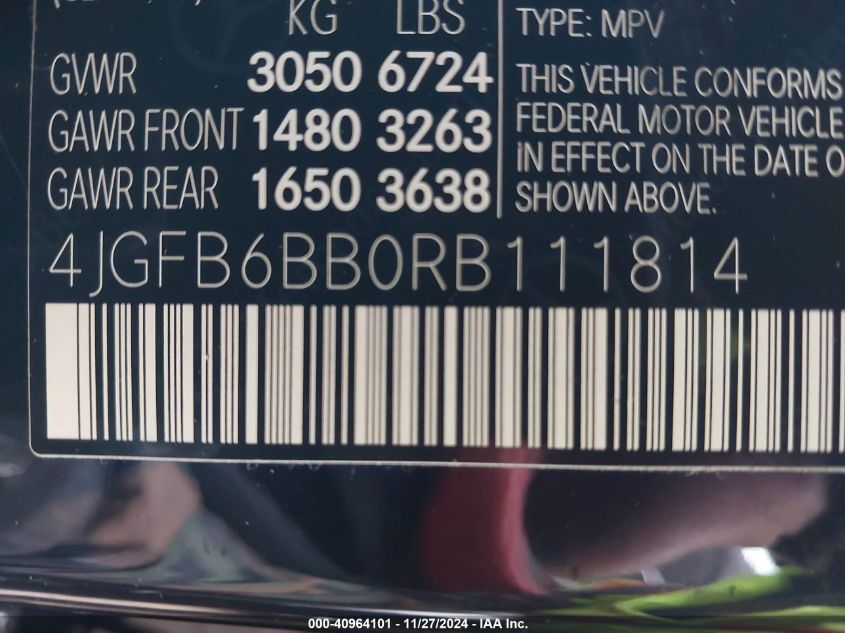 KG LBS
GVWR 3050 6724
GAWR FRONT 1480 3263
GAWR REAR 1650 3638
TYPE: MPV
THIS VEHICLE CONFORMS
FEDERAL MOTOR VEHICLE
IN EFFECT ON THE DATE O
SHOWN ABOVE.
4JGFB6BB0RB111814
000-40964101 - 11/27/2024 - IAA Inc.